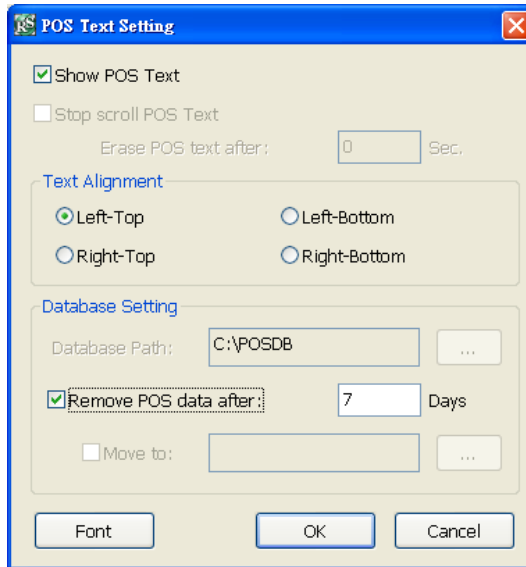 RS POS Text Setting
Show POS Text
Stop scroll POS Text
Erase POS text after: 0 Sec.
Text Alignment
Left-Top Left-Bottom
Right-Top Right-Bottom
Database Setting
Database Path: C:\POSDB ...
Remove POS data after: 7 Days
Move to: ...
Font OK Cancel